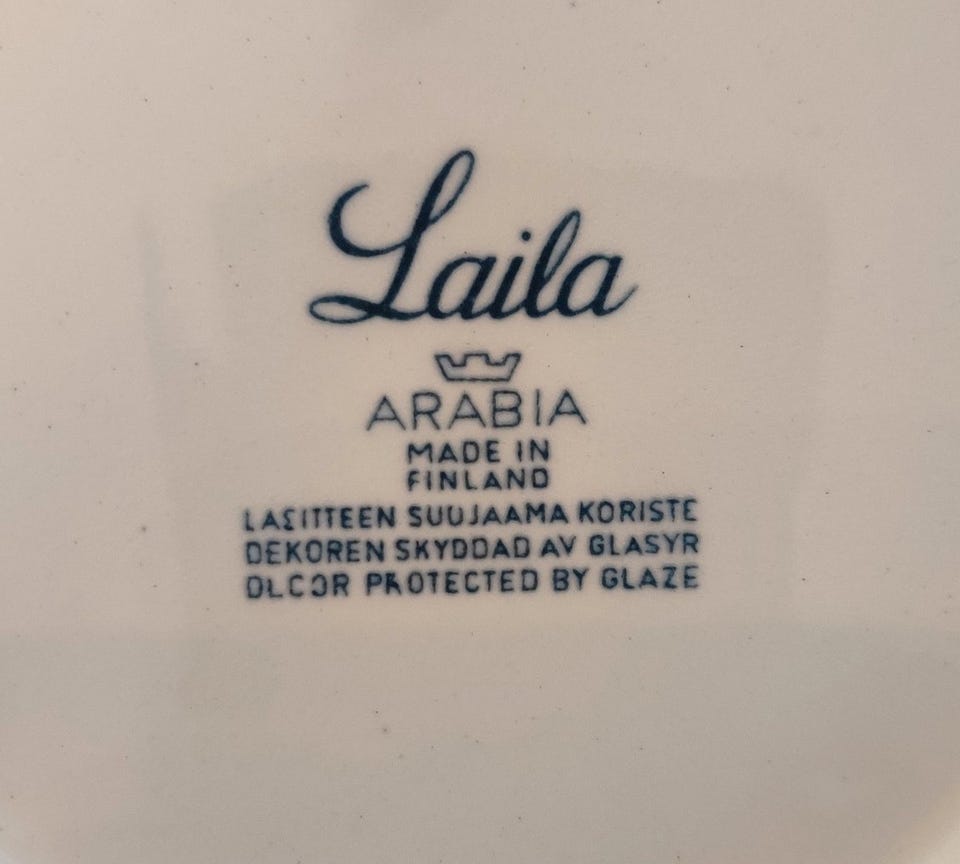 Laila
ARABIA
MADE IN
FINLAND
LASITTEEN SUOJAAMA KORISTE
DEKOREN SKYDDAD AV GLASYR
DECOR PROTECTED BY GLAZE